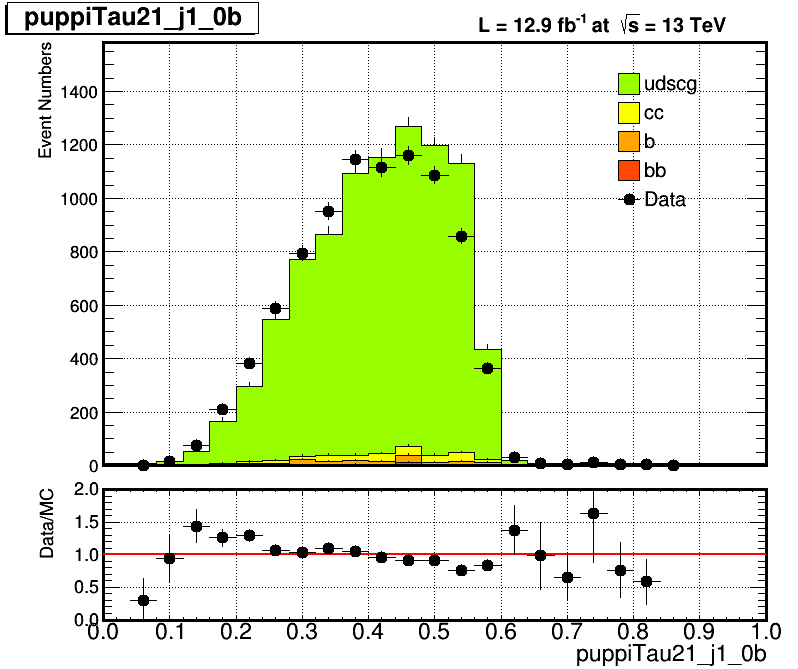 puppiTau21_j1_0b
L = 12.9 fb⁻¹ at √s = 13 TeV
Event Numbers
1400
1200
1000
800
600
400
200
0
udscg
cc
b
bb
Data
Data/MC
2.0
1.5
1.0
0.5
0.0
0.0 0.1 0.2 0.3 0.4 0.5 0.6 0.7 0.8 0.9 1.0
puppiTau21_j1_0b